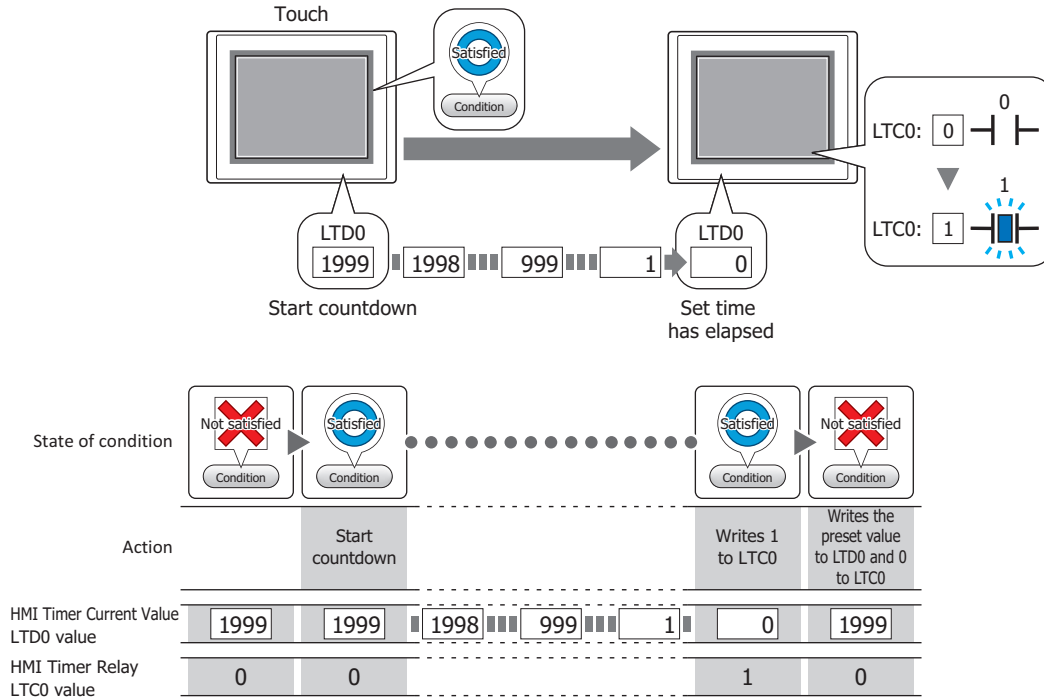 Touch
Satisfied
Condition
0
LTC0: 0
1
LTC0: 1
LTD0
1999
1998
999
1
LTD0
0
Start countdown
Set time
has elapsed
State of condition
Not satisfied
Condition
Satisfied
Condition
Satisfied
Condition
Not satisfied
Condition
Action
Start
countdown
Writes 1
to LTC0
Writes the
preset value
to LTD0 and 0
to LTC0
HMI Timer Current Value
LTD0 value
1999
1999
1998
999
1
0
1999
HMI Timer Relay
LTC0 value
0
0
1
0